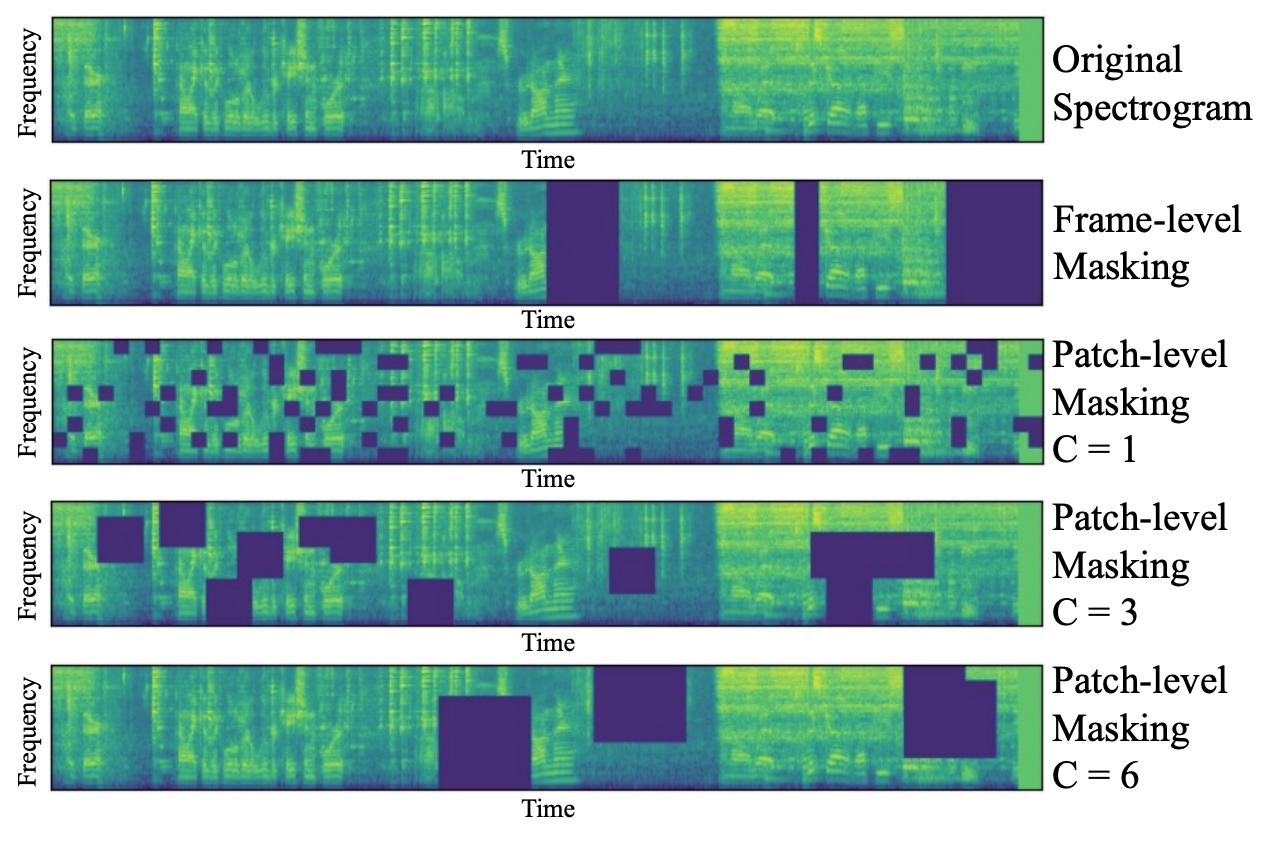 Frequency
Time
Original
Spectrogram
Frequency
Time
Frame-level
Masking
Frequency
Time
Patch-level
Masking
C = 1
Frequency
Time
Patch-level
Masking
C = 3
Frequency
Time
Patch-level
Masking
C = 6